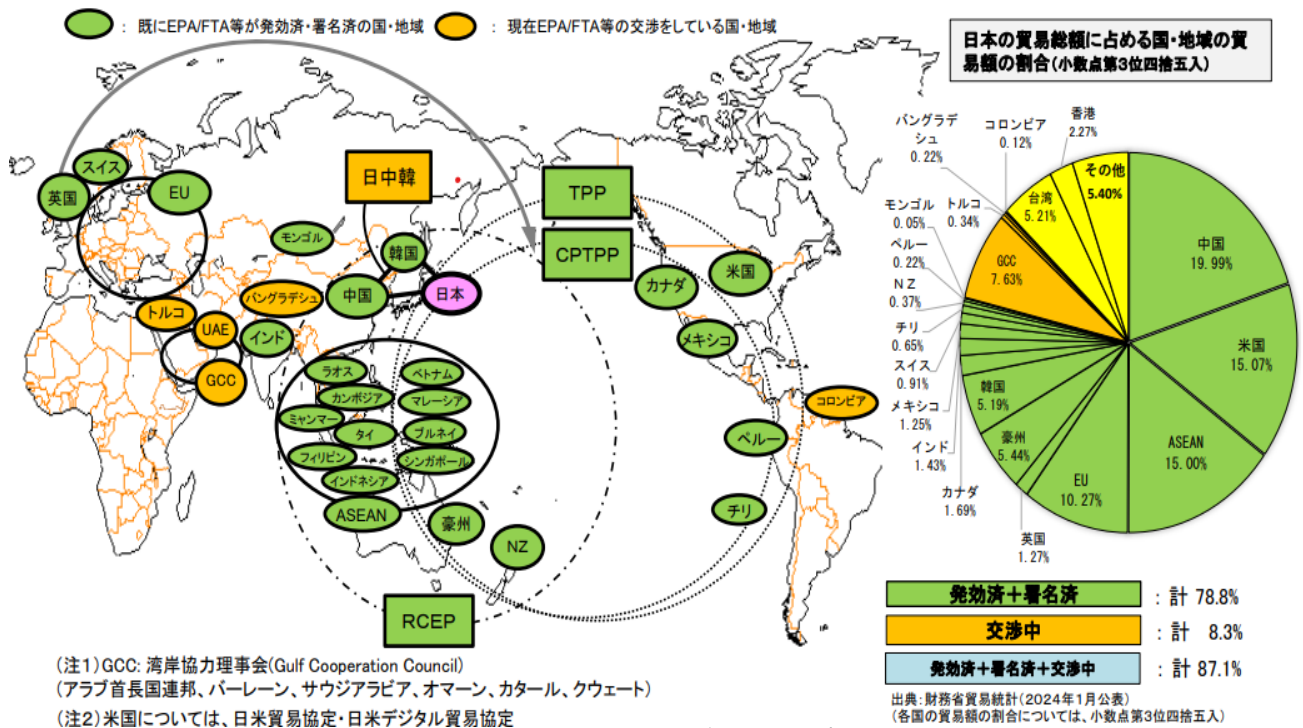 ： 既にEPA/FTA等が発効済・署名済の国・地域
： 現在EPA/FTA等の交渉をしている国・地域
日本の貿易総額に占める国・地域の貿
易額の割合（小数点第3位四捨五入）
スイス
英国
EU
モンゴル
トルコ
UAE
GCC
バングラデシュ
インド
日中韓
韓国
中国
日本
TPP
CPTPP
カナダ
米国
メキシコ
コロンビア
ペルー
チリ
ラオス
ベトナム
カンボジア
マレーシア
ミャンマー
タイ
ブルネイ
フィリピン
シンガポール
インドネシア
ASEAN
豪州
NZ
RCEP
中国
19.99%
米国
15.07%
ASEAN
15.00%
EU
10.27%
英国
1.27%
豪州
5.44%
韓国
5.19%
カナダ
1.69%
インド
1.43%
メキシコ
1.25%
スイス
0.91%
チリ
0.65%
NZ
0.37%
ペルー
0.22%
モンゴル
0.05%
GCC
7.63%
トルコ
0.34%
バングラデ
シュ
0.22%
コロンビア
0.12%
台湾
5.21%
香港
2.27%
その他
5.40%
発効済＋署名済 ：計 78.8%
交渉中 ：計 8.3%
発効済＋署名済＋交渉中 ：計 87.1%
出典：財務省貿易統計（2024年1月公表）
（各国の貿易額の割合については、小数点第3位四捨五入）
（注1）GCC: 湾岸協力理事会(Gulf Cooperation Council)
（アラブ首長国連邦、バーレーン、サウジアラビア、オマーン、カタール、クウェート）
（注2）米国については、日米貿易協定・日米デジタル貿易協定